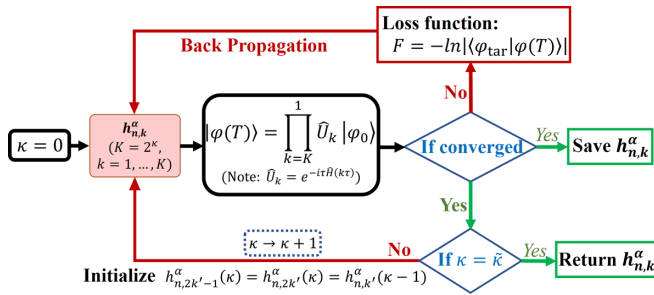 Loss function:
F = −ln|⟨φ_tar|φ(T)⟩|
Back Propagation
No
κ = 0
h^α_{n,k}
(K = 2^κ,
k = 1, ..., K)
|φ(T)⟩ = ∏_{k=K}^{1} Û_k |φ_0⟩
(Note: Û_k = e^{−iτĤ(kτ)})
If converged
Yes
Save h^α_{n,k}
Yes
κ → κ + 1
No
If κ = κ̃
Yes
Return h^α_{n,k}
Initialize h^α_{n,2k′−1}(κ) = h^α_{n,2k′}(κ) = h^α_{n,k′}(κ − 1)